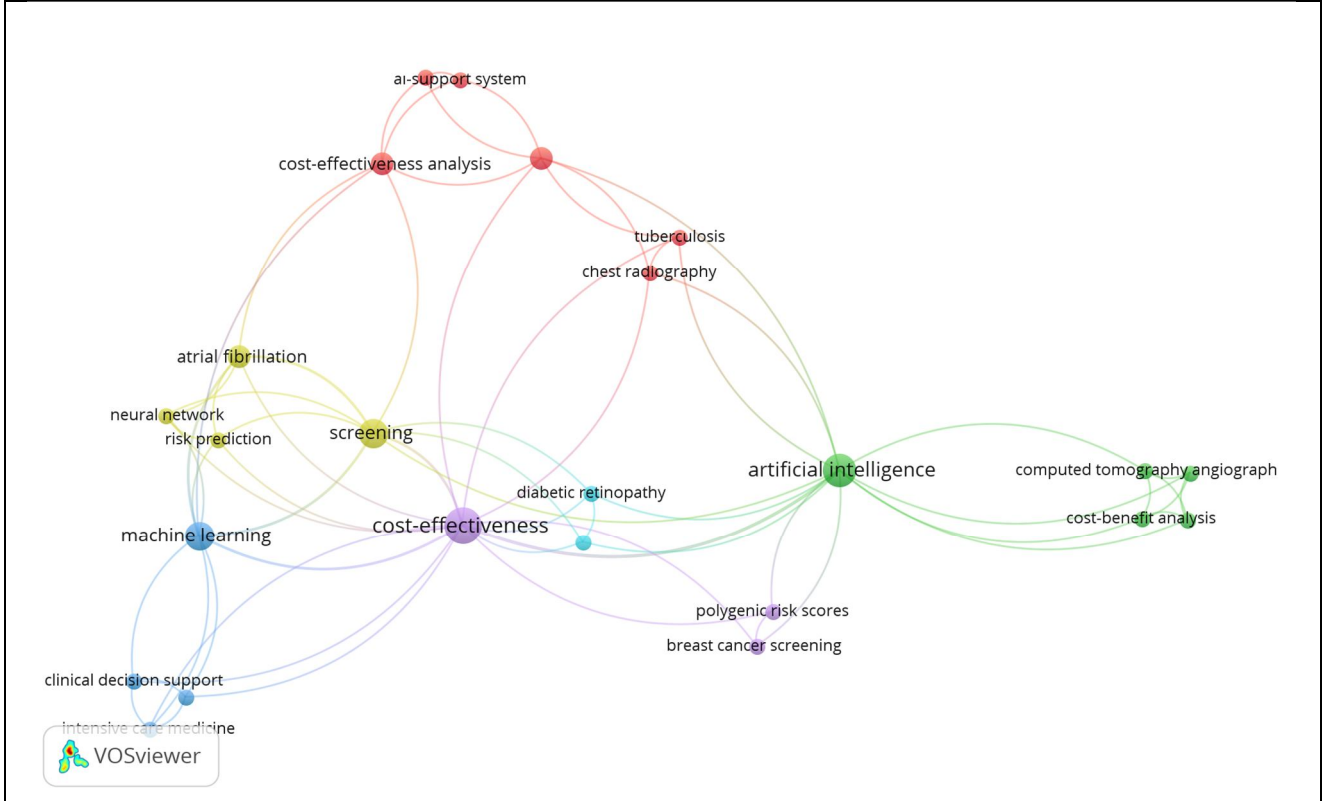 ai-support system
cost-effectiveness analysis
tuberculosis
chest radiography
atrial fibrillation
neural network
risk prediction
screening
artificial intelligence
computed tomography angiograph
diabetic retinopathy
cost-benefit analysis
cost-effectiveness
machine learning
polygenic risk scores
breast cancer screening
clinical decision support
intensive care medicine
VOSviewer